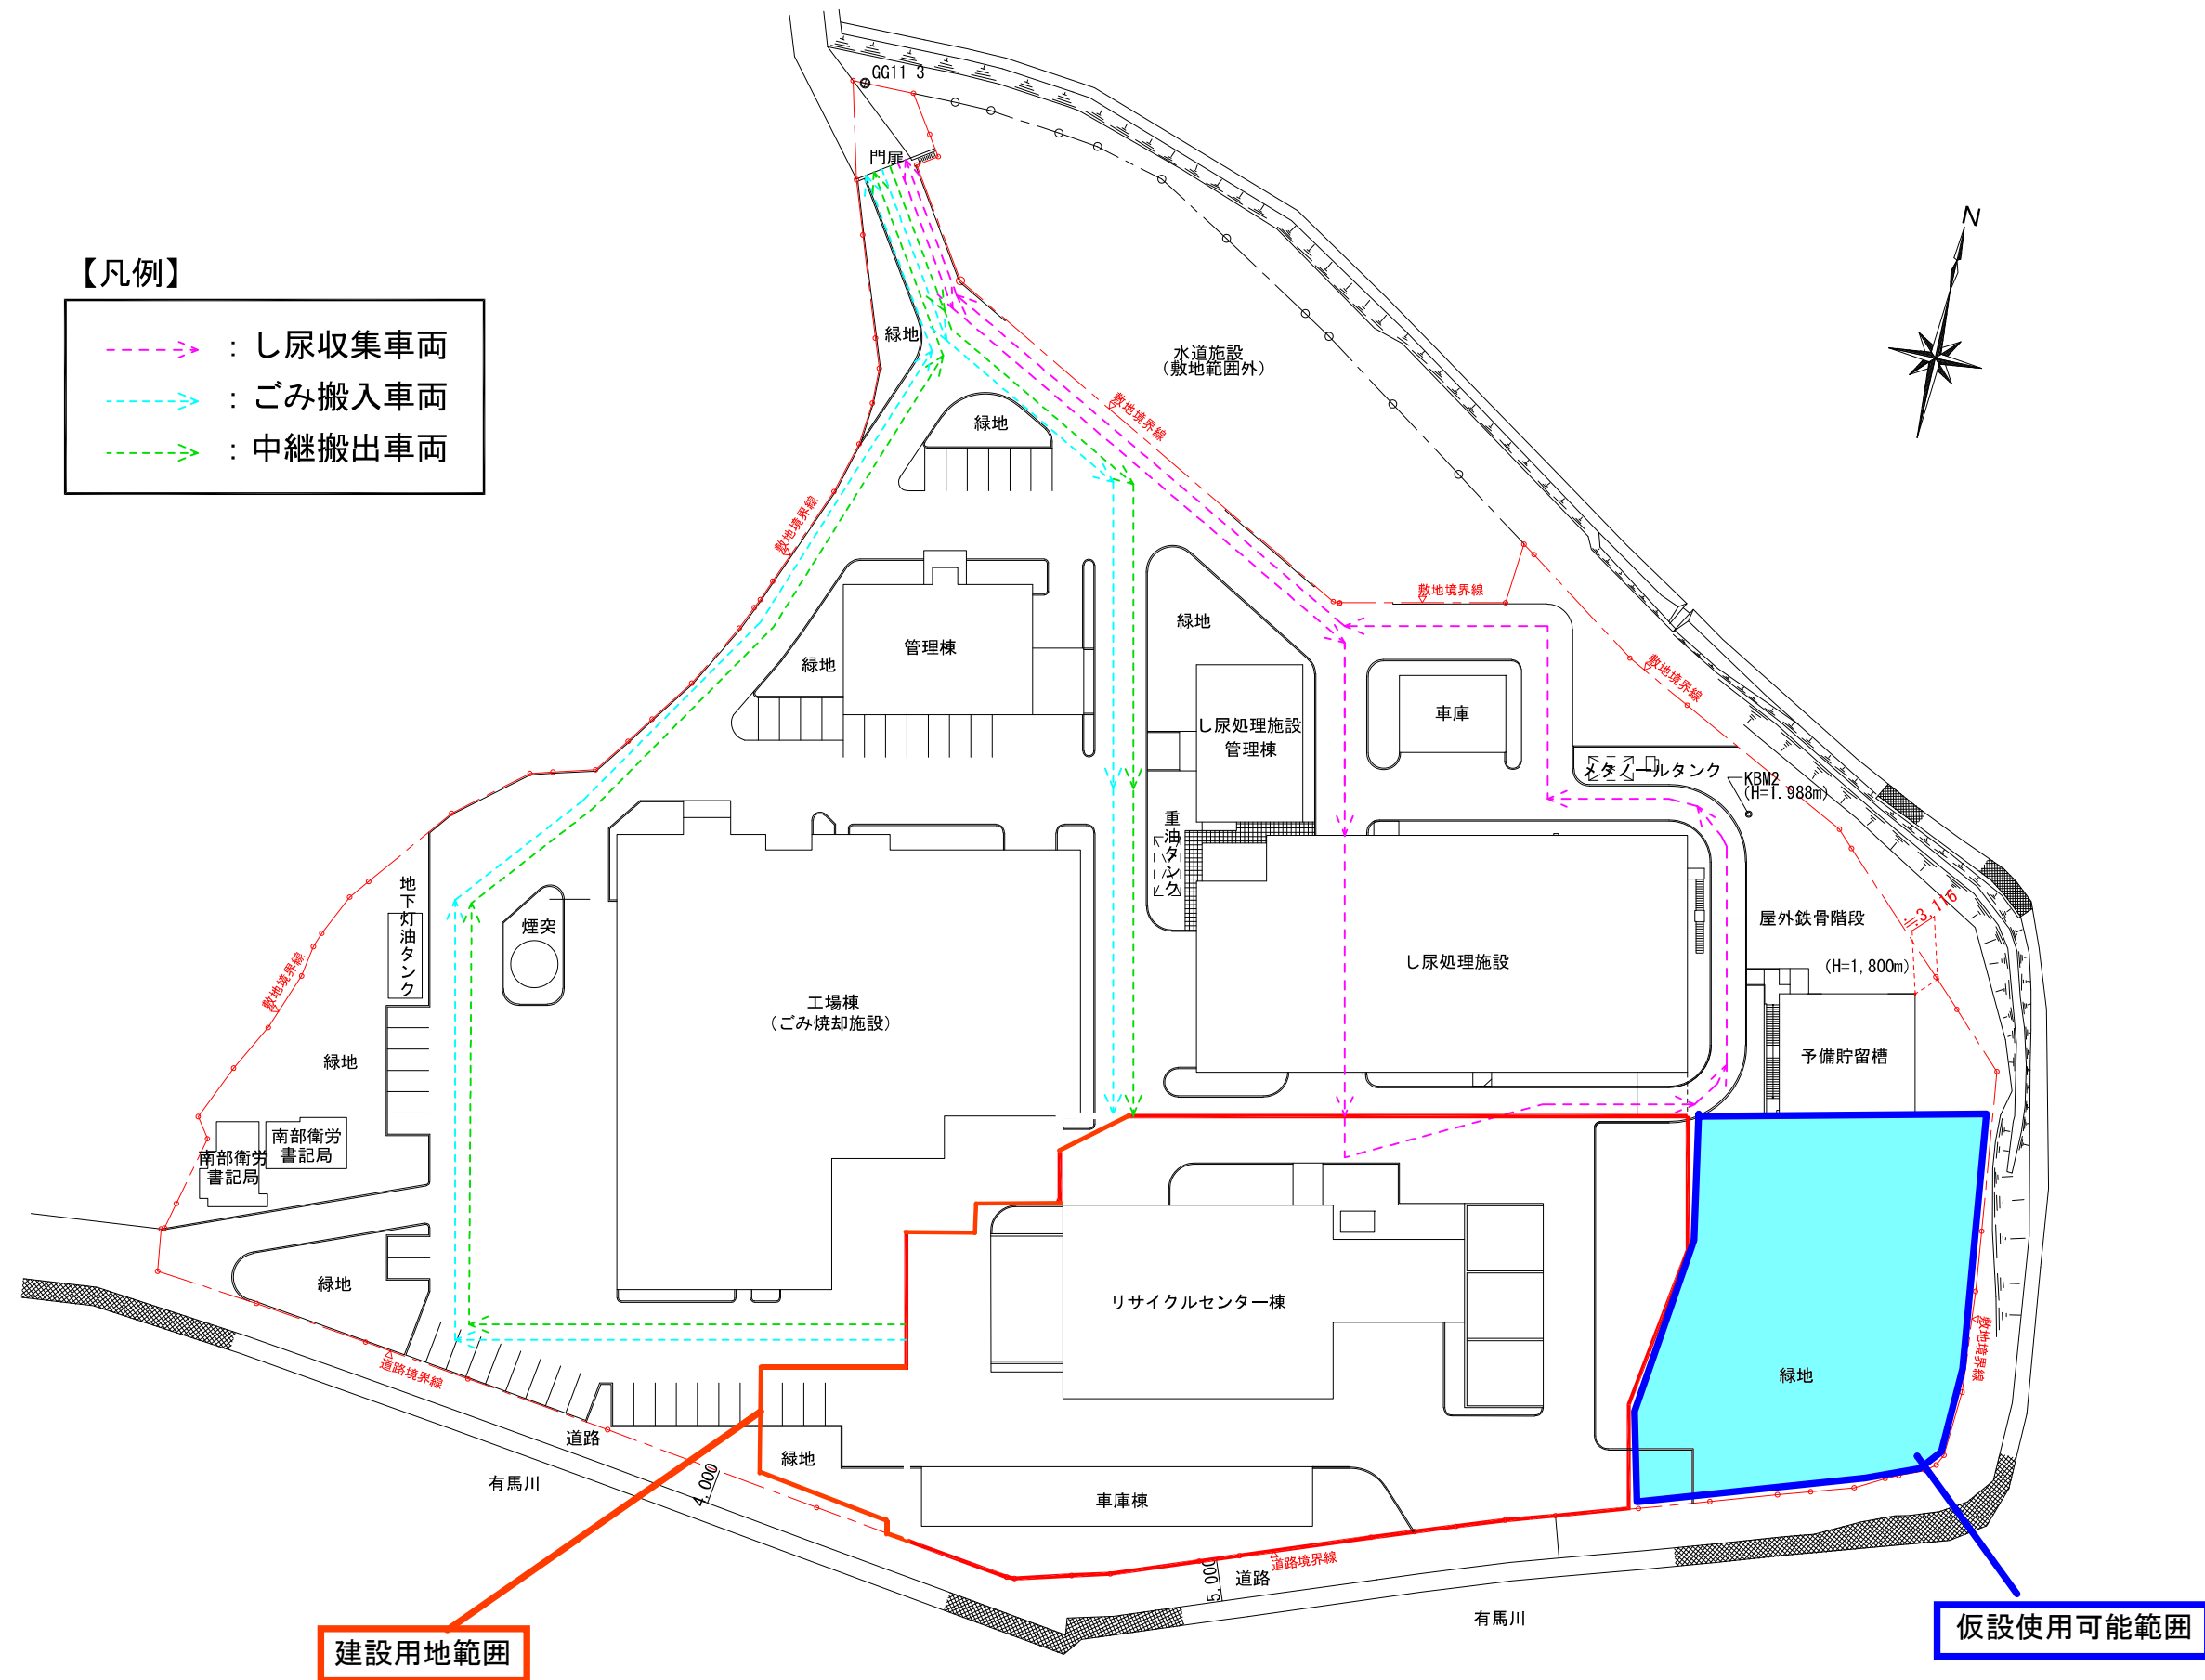 GG11-3
門扉
N
【凡例】
：し尿収集車両
：ごみ搬入車両
：中継搬出車両
緑地
水道施設
（敷地範囲外）
敷地境界線
緑地
敷地境界線
敷地境界線
緑地
管理棟
緑地
敷地境界線
し尿処理施設
管理棟
車庫
メタノールタンク
KBM2
(H=1.988m)
重油タンク
地下灯油タンク
煙突
3,116
屋外鉄骨階段
し尿処理施設
(H=1,800m)
敷地境界線
工場棟
（ごみ焼却施設）
予備貯留槽
緑地
南部衛労
書記局
南部衛労
書記局
緑地
リサイクルセンター棟
敷地境界線
緑地
道路境界線
道路
緑地
4,000
有馬川
車庫棟
道路境界線
5,000
道路
有馬川
建設用地範囲
仮設使用可能範囲